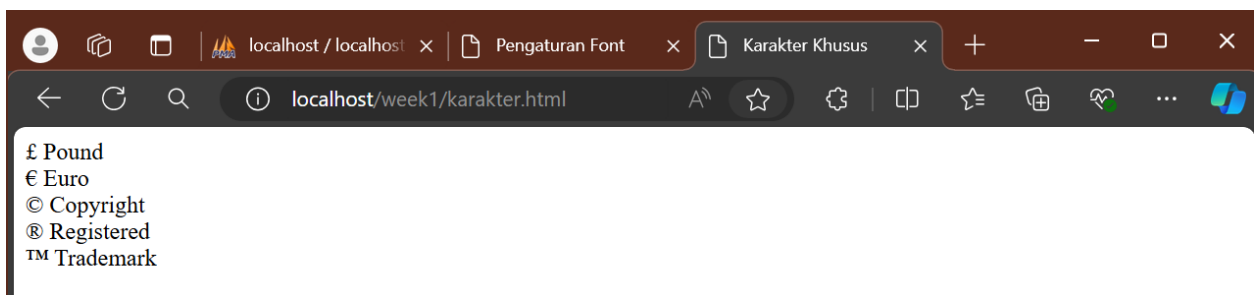 localhost / localhost
Pengaturan Font
Karakter Khusus
localhost/week1/karakter.html
£ Pound
€ Euro
© Copyright
® Registered
™ Trademark